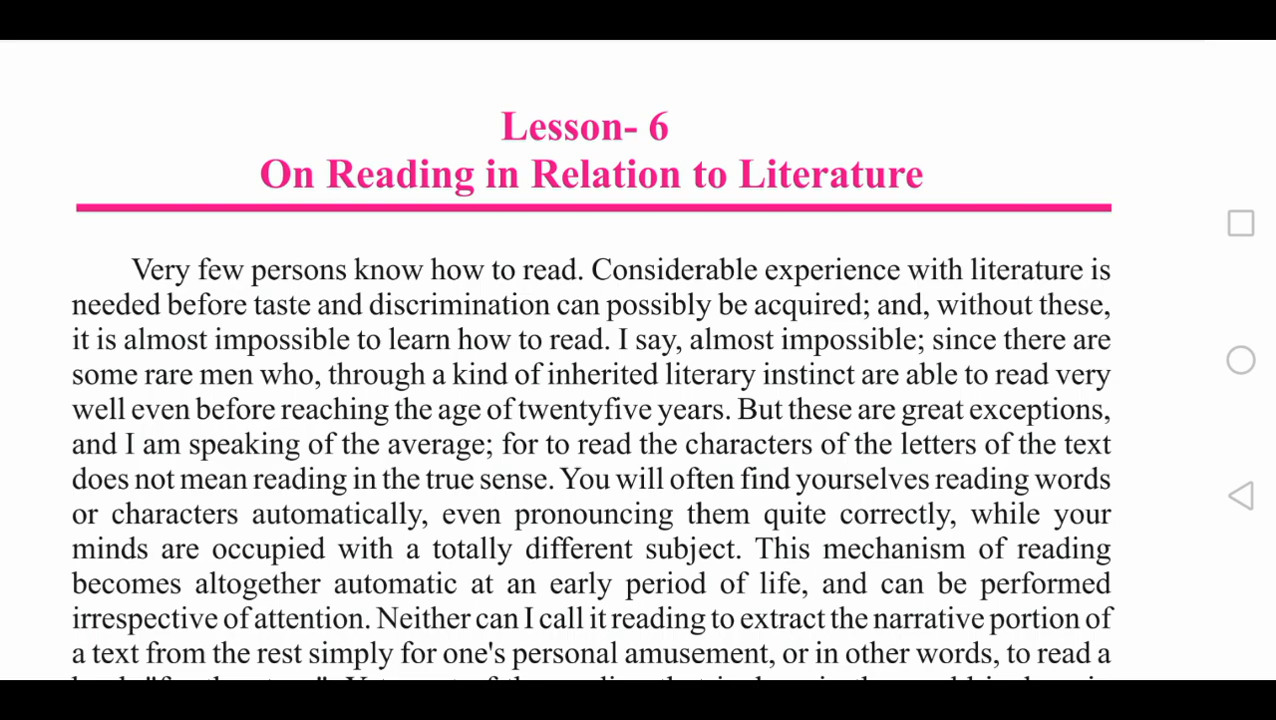 Lesson- 6
On Reading in Relation to Literature
Very few persons know how to read. Considerable experience with literature is
needed before taste and discrimination can possibly be acquired; and, without these,
it is almost impossible to learn how to read. I say, almost impossible; since there are
some rare men who, through a kind of inherited literary instinct are able to read very
well even before reaching the age of twentyfive years. But these are great exceptions,
and I am speaking of the average; for to read the characters of the letters of the text
does not mean reading in the true sense. You will often find yourselves reading words
or characters automatically, even pronouncing them quite correctly, while your
minds are occupied with a totally different subject. This mechanism of reading
becomes altogether automatic at an early period of life, and can be performed
irrespective of attention. Neither can I call it reading to extract the narrative portion of
a text from the rest simply for one's personal amusement, or in other words, to read a